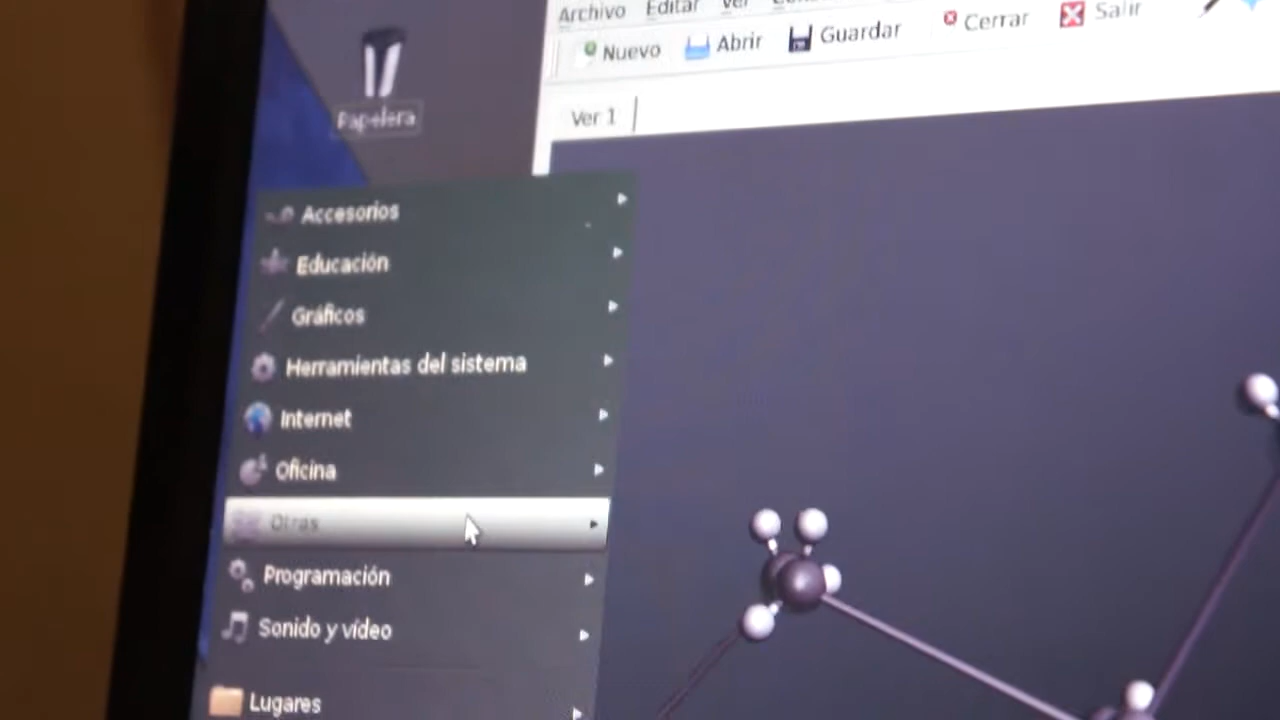 Archivo Editar Ver
Nuevo Abrir Guardar Cerrar Salir
Ver 1
Papelera
Accesorios
Educación
Gráficos
Herramientas del sistema
Internet
Oficina
Otras
Programación
Sonido y vídeo
Lugares